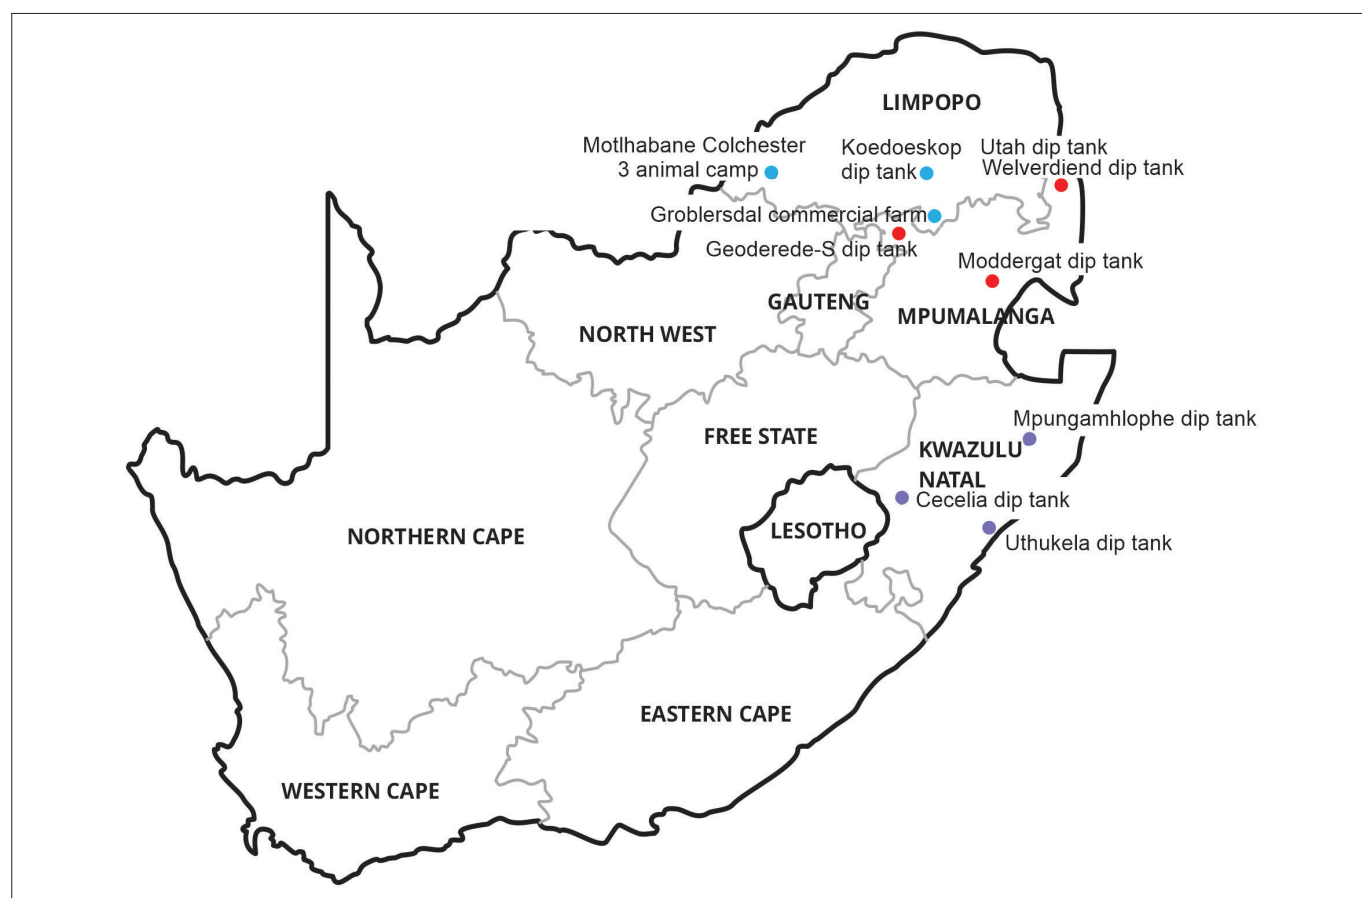 LIMPOPO
Motlhabane Colchester
3 animal camp
Koedoeskop
dip tank
Utah dip tank
Welverdiend dip tank
Groblersdal commercial farm
Geoderede-S dip tank
Moddergat dip tank
GAUTENG
MPUMALANGA
NORTH WEST
Mpungamhlophe dip tank
FREE STATE
KWAZULU
NATAL
Cecelia dip tank
LESOTHO
NORTHERN CAPE
Uthukela dip tank
EASTERN CAPE
WESTERN CAPE